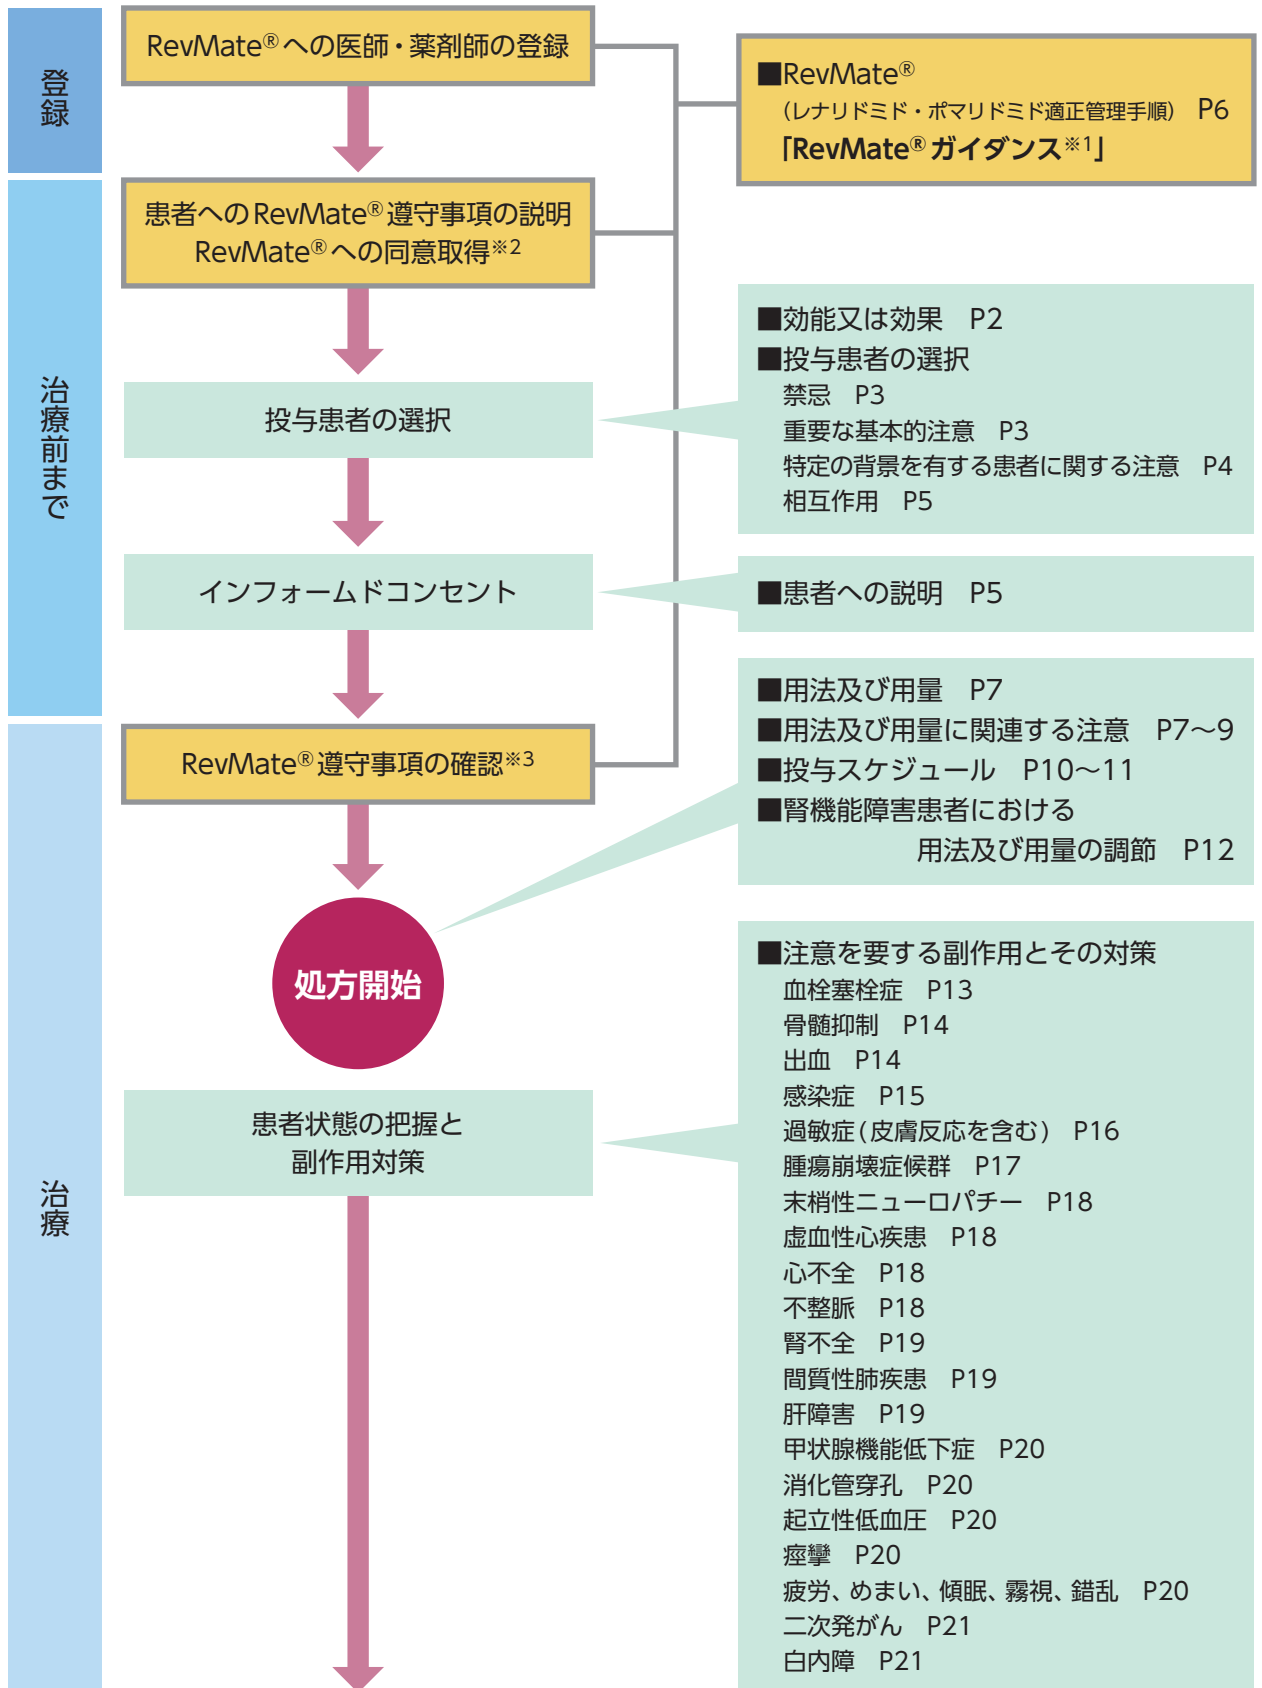 登録
RevMate®への医師・薬剤師の登録
■RevMate®
（レナリドミド・ポマリドミド適正管理手順） P6
「RevMate®ガイダンス※1」
治療前まで
患者へのRevMate®遵守事項の説明
RevMate®への同意取得※2
投与患者の選択
■効能又は効果 P2
■投与患者の選択
禁忌 P3
重要な基本的注意 P3
特定の背景を有する患者に関する注意 P4
相互作用 P5
インフォームドコンセント
■患者への説明 P5
治療
RevMate®遵守事項の確認※3
処方開始
■用法及び用量 P7
■用法及び用量に関連する注意 P7～9
■投与スケジュール P10～11
■腎機能障害患者における
用法及び用量の調節 P12
患者状態の把握と
副作用対策
■注意を要する副作用とその対策
血栓塞栓症 P13
骨髄抑制 P14
出血 P14
感染症 P15
過敏症（皮膚反応を含む） P16
腫瘍崩壊症候群 P17
末梢性ニューロパチー P18
虚血性心疾患 P18
心不全 P18
不整脈 P18
腎不全 P19
間質性肺疾患 P19
肝障害 P19
甲状腺機能低下症 P20
消化管穿孔 P20
起立性低血圧 P20
痙攣 P20
疲労、めまい、傾眠、霧視、錯乱 P20
二次発がん P21
白内障 P21